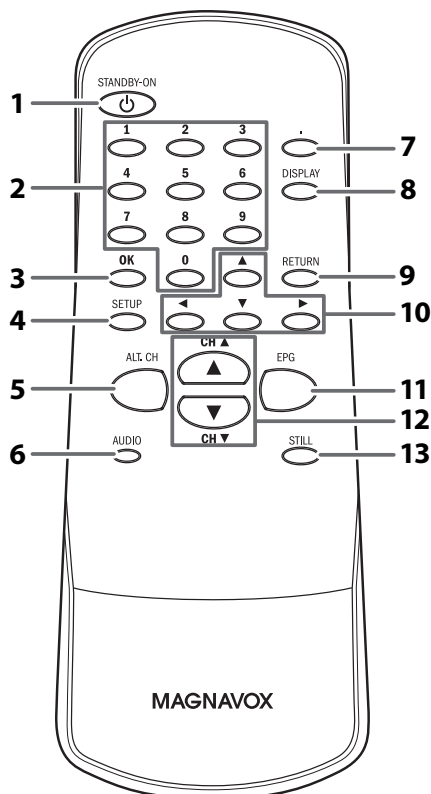 STANDBY-ON
1
1 2 3 .
7
2
4 5 6 DISPLAY
8
7 8 9
OK 0 ▲ RETURN
3
9
SETUP ◀ ▼ ▶
4
10
CH ▲
ALT. CH ▲ EPG
5
11
▼
12
CH ▼
AUDIO STILL
6
13
MAGNAVOX